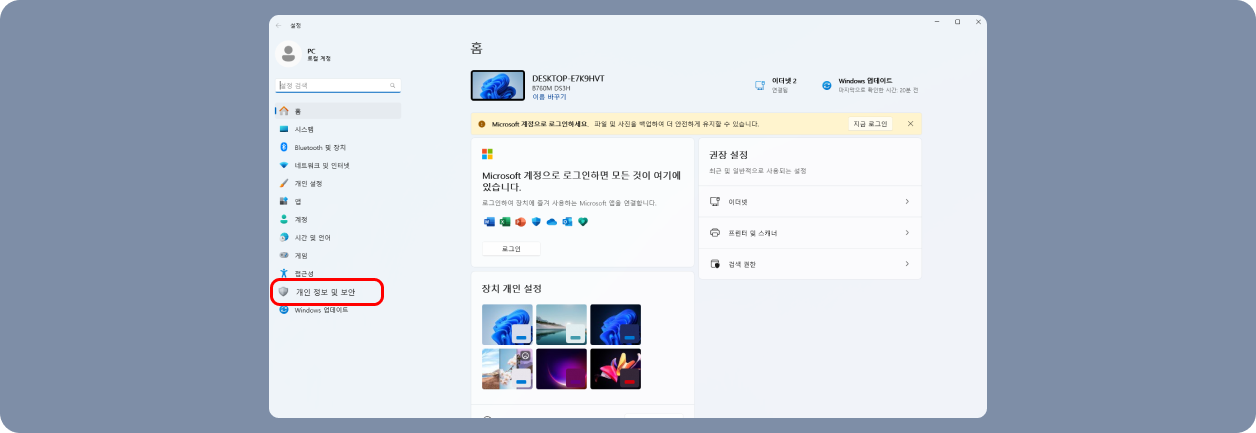 설정
PC
로컬 계정
설정 검색
홈
시스템
Bluetooth 및 장치
네트워크 및 인터넷
개인 설정
앱
계정
시간 및 언어
게임
접근성
개인 정보 및 보안
Windows 업데이트
홈
DESKTOP-E7K9HVT
B760M DS3H
이름 바꾸기
이더넷 2
연결됨
Windows 업데이트
마지막으로 확인한 시간: 20분 전
Microsoft 계정으로 로그인하세요. 파일 및 사진을 백업하여 더 안전하게 유지할 수 있습니다.
지금 로그인
Microsoft 계정으로 로그인하면 모든 것이 여기에
있습니다.
로그인하여 장치에 즐겨 사용하는 Microsoft 앱을 연결합니다.
로그인
권장 설정
최근 및 일반적으로 사용되는 설정
이더넷
프린터 및 스캐너
검색 권한
장치 개인 설정